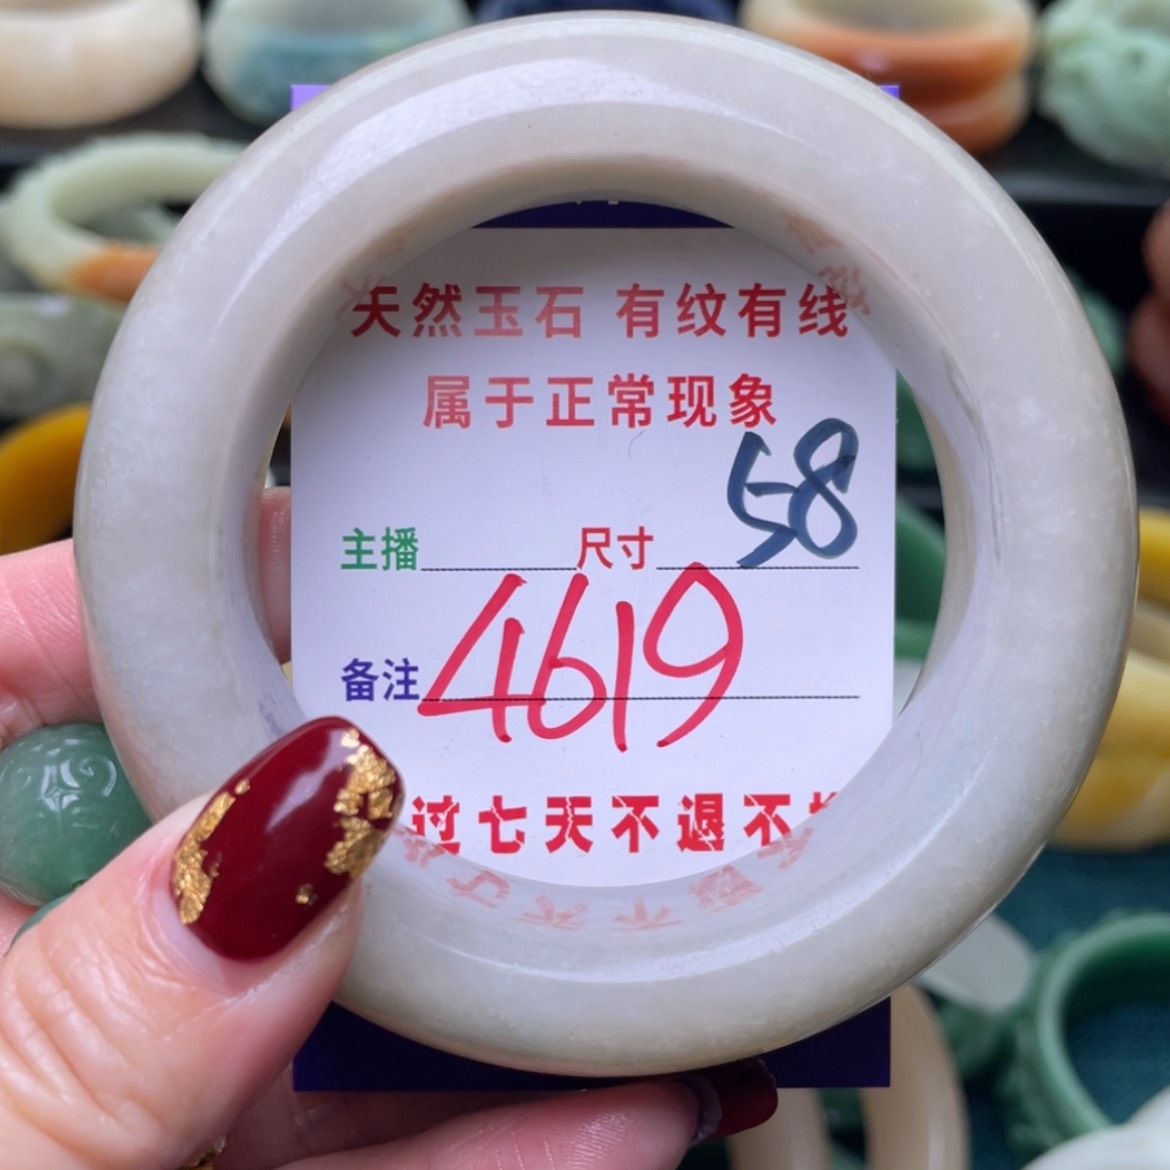 天然玉石 有纹有线
属于正常现象
主播 尺寸 58
备注 4619
过七天不退不